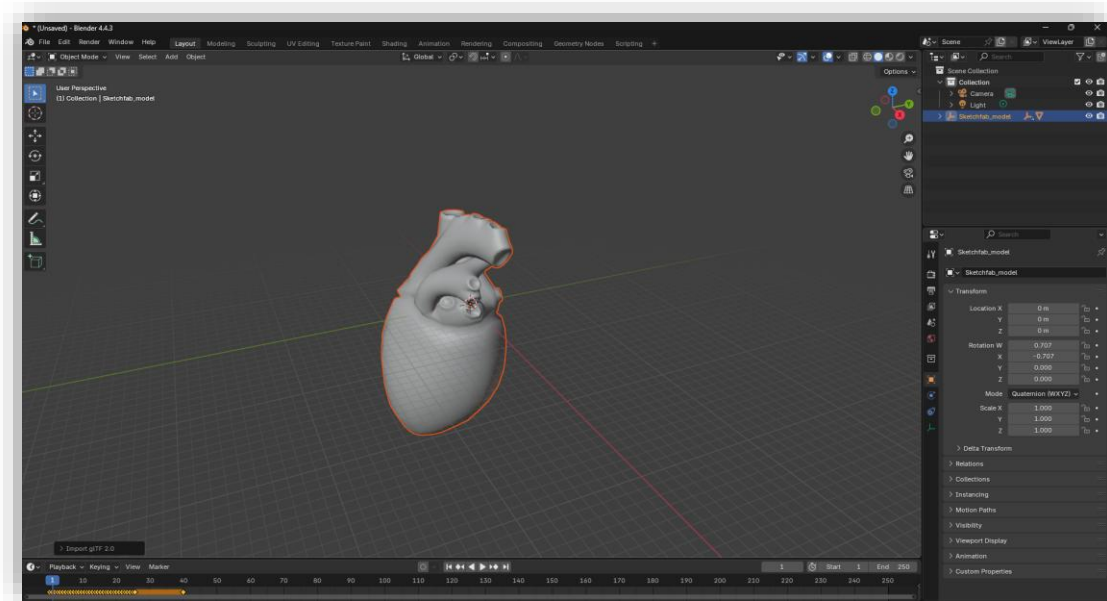 * (Unsaved) - Blender 4.4.3
File Edit Render Window Help Layout Modeling Sculpting UV Editing Texture Paint Shading Animation Rendering Compositing Geometry Nodes Scripting +
Scene ViewLayer
Object Mode View Select Add Object Global
Search
Options
User Perspective
(1) Collection | Sketchfab_model
Z
Y
Scene Collection
Collection
Camera
Light
Sketchfab_model
Search
Sketchfab_model
Sketchfab_model
Transform
Location X 0 m
Y 0 m
Z 0 m
Rotation W 0.707
X -0.707
Y 0.000
Z 0.000
Mode Quaternion (WXYZ)
Scale X 1.000
Y 1.000
Z 1.000
Delta Transform
Relations
Collections
Instancing
Motion Paths
Visibility
Viewport Display
Animation
Custom Properties
> Import glTF 2.0
Playback Keying View Marker 1 Start 1 End 250
1 10 20 30 40 50 60 70 80 90 100 110 120 130 140 150 160 170 180 190 200 210 220 230 240 250